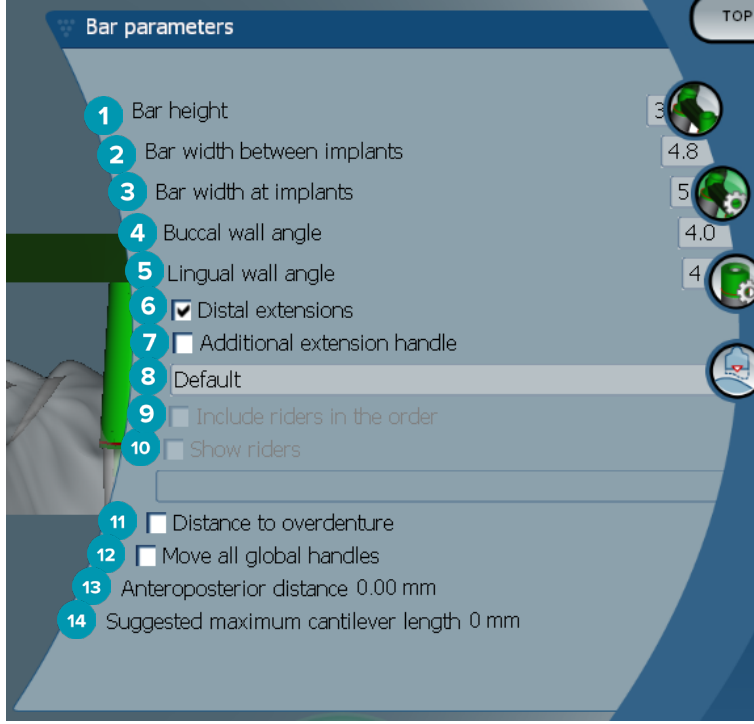 TOP
Bar parameters
1 Bar height 3
2 Bar width between implants 4.8
3 Bar width at implants 5
4 Buccal wall angle 4.0
5 Lingual wall angle 4
6 Distal extensions
7 Additional extension handle
8 Default
9 Include riders in the order
10 Show riders
11 Distance to overdenture
12 Move all global handles
13 Anteroposterior distance 0.00 mm
14 Suggested maximum cantilever length 0 mm